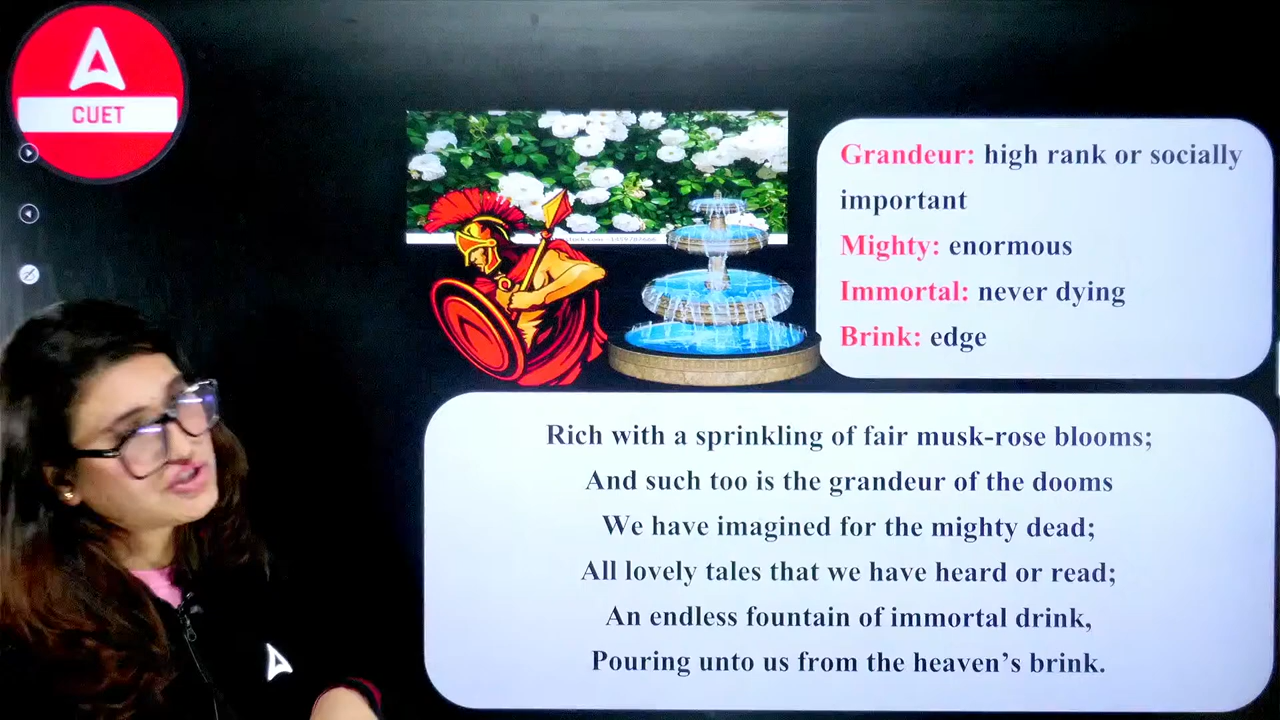 CUET
Grandeur: high rank or socially
important
Mighty: enormous
Immortal: never dying
Brink: edge
Rich with a sprinkling of fair musk-rose blooms;
And such too is the grandeur of the dooms
We have imagined for the mighty dead;
All lovely tales that we have heard or read;
An endless fountain of immortal drink,
Pouring unto us from the heaven’s brink.